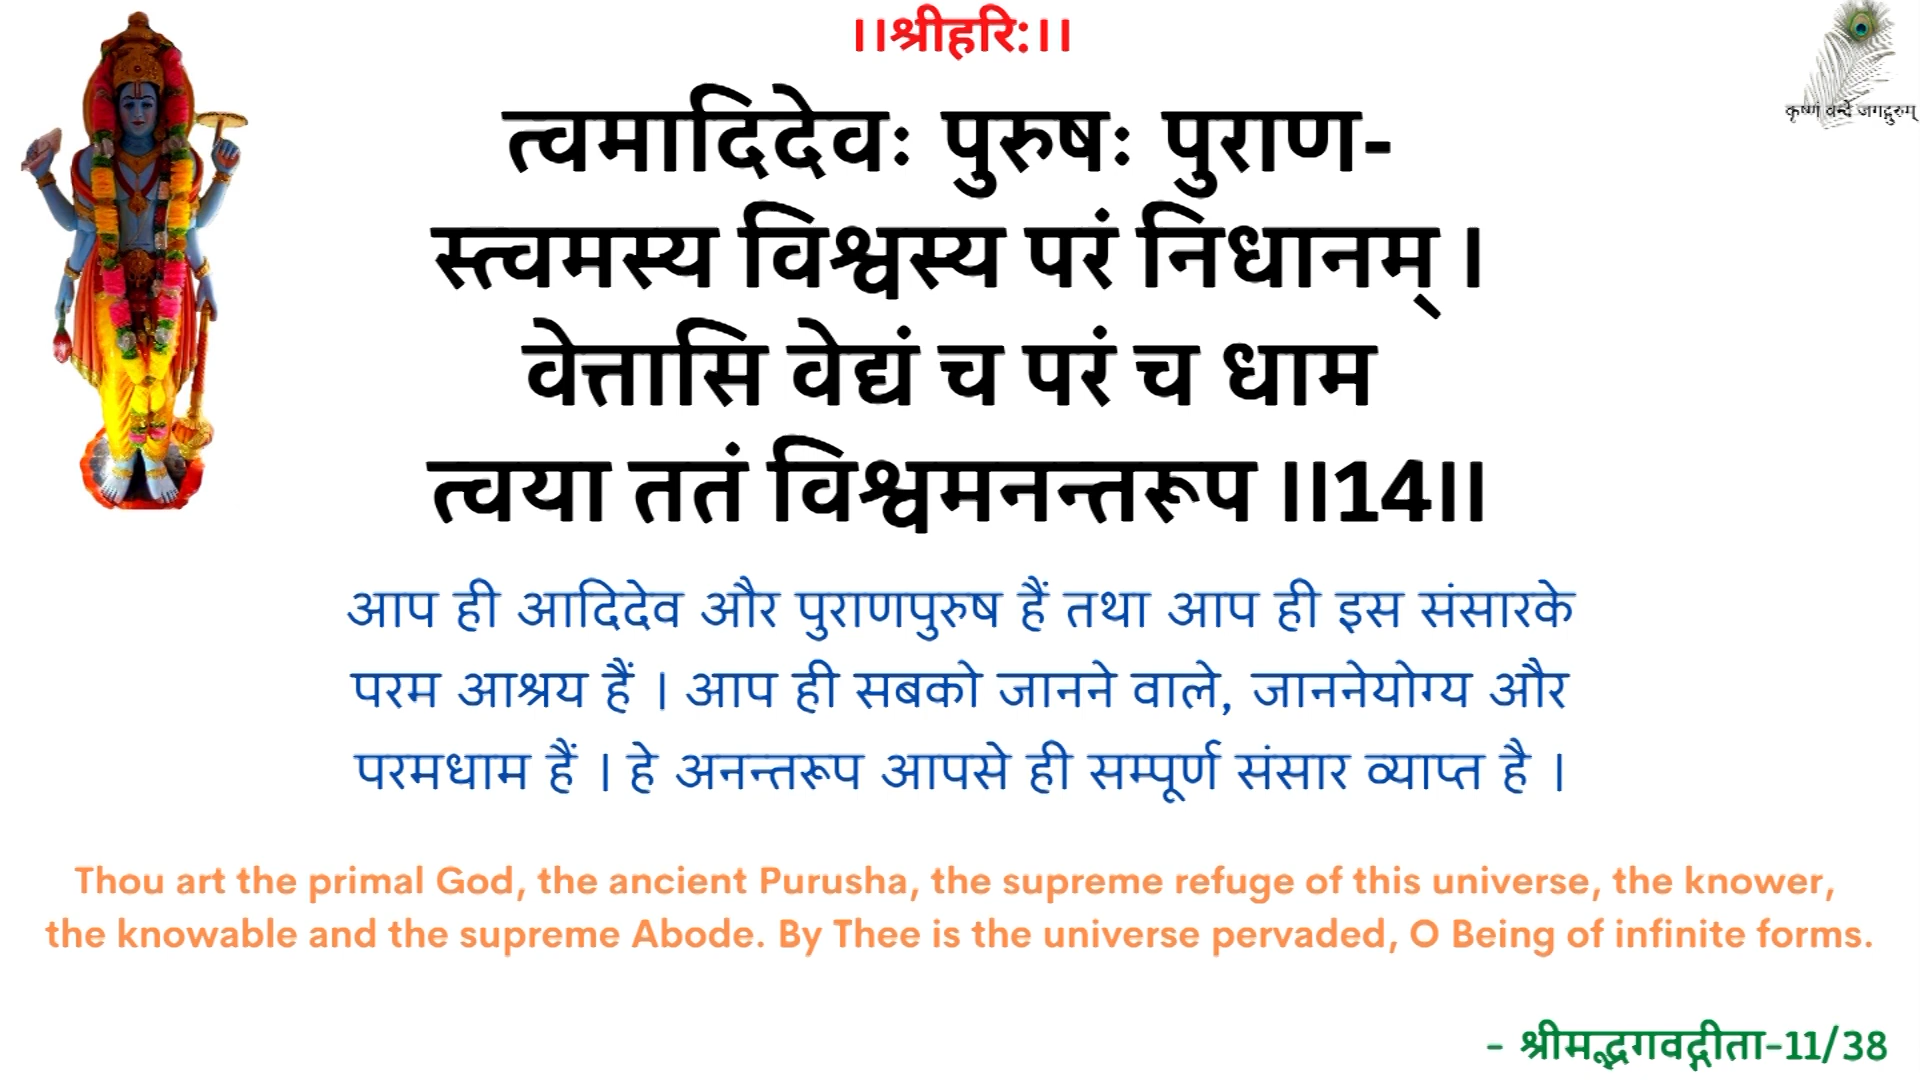 ।।श्रीहरि:।।
कृष्णं वन्दे जगद्गुरुम्
त्वमादिदेवः पुरुषः पुराण-
स्त्वमस्य विश्वस्य परं निधानम् ।
वेत्तासि वेद्यं च परं च धाम
त्वया ततं विश्वमनन्तरूप ।।14।।
आप ही आदिदेव और पुराणपुरुष हैं तथा आप ही इस संसारके
परम आश्रय हैं । आप ही सबको जानने वाले, जाननेयोग्य और
परमधाम हैं । हे अनन्तरूप आपसे ही सम्पूर्ण संसार व्याप्त है ।
Thou art the primal God, the ancient Purusha, the supreme refuge of this universe, the knower,
the knowable and the supreme Abode. By Thee is the universe pervaded, O Being of infinite forms.
- श्रीमद्भगवद्गीता-11/38